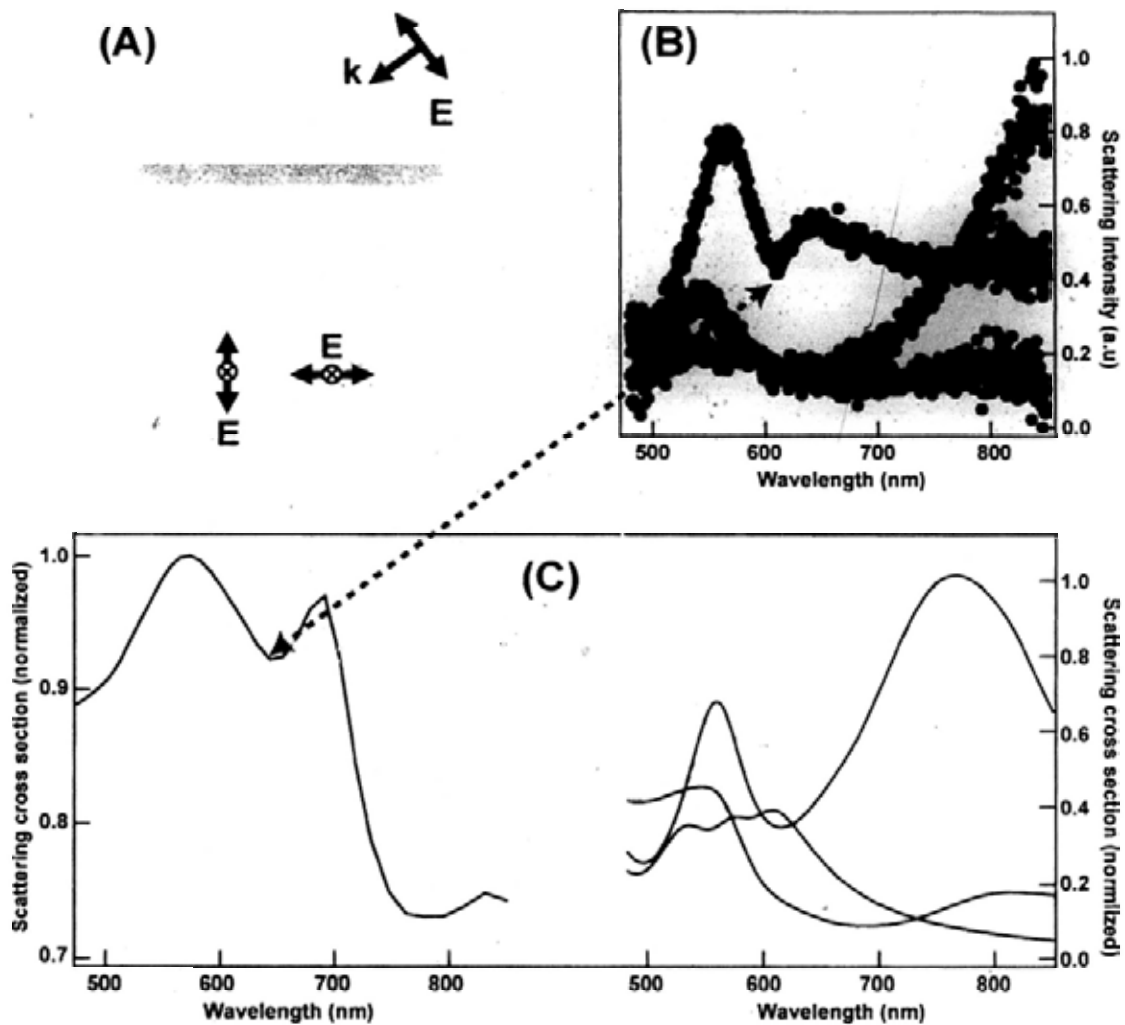 (A)
k
E
E
E
(B)
1.0
0.8
0.6
0.4
0.2
0.0
Scattering Intensity (a.u)
500 600 700 800
Wavelength (nm)
(C)
Scattering cross section (normalized)
1.0
0.9
0.8
0.7
500 600 700 800
Wavelength (nm)
1.0
0.8
0.6
0.4
0.2
0.0
Scattering cross section (normlized)
500 600 700 800
Wavelength (nm)